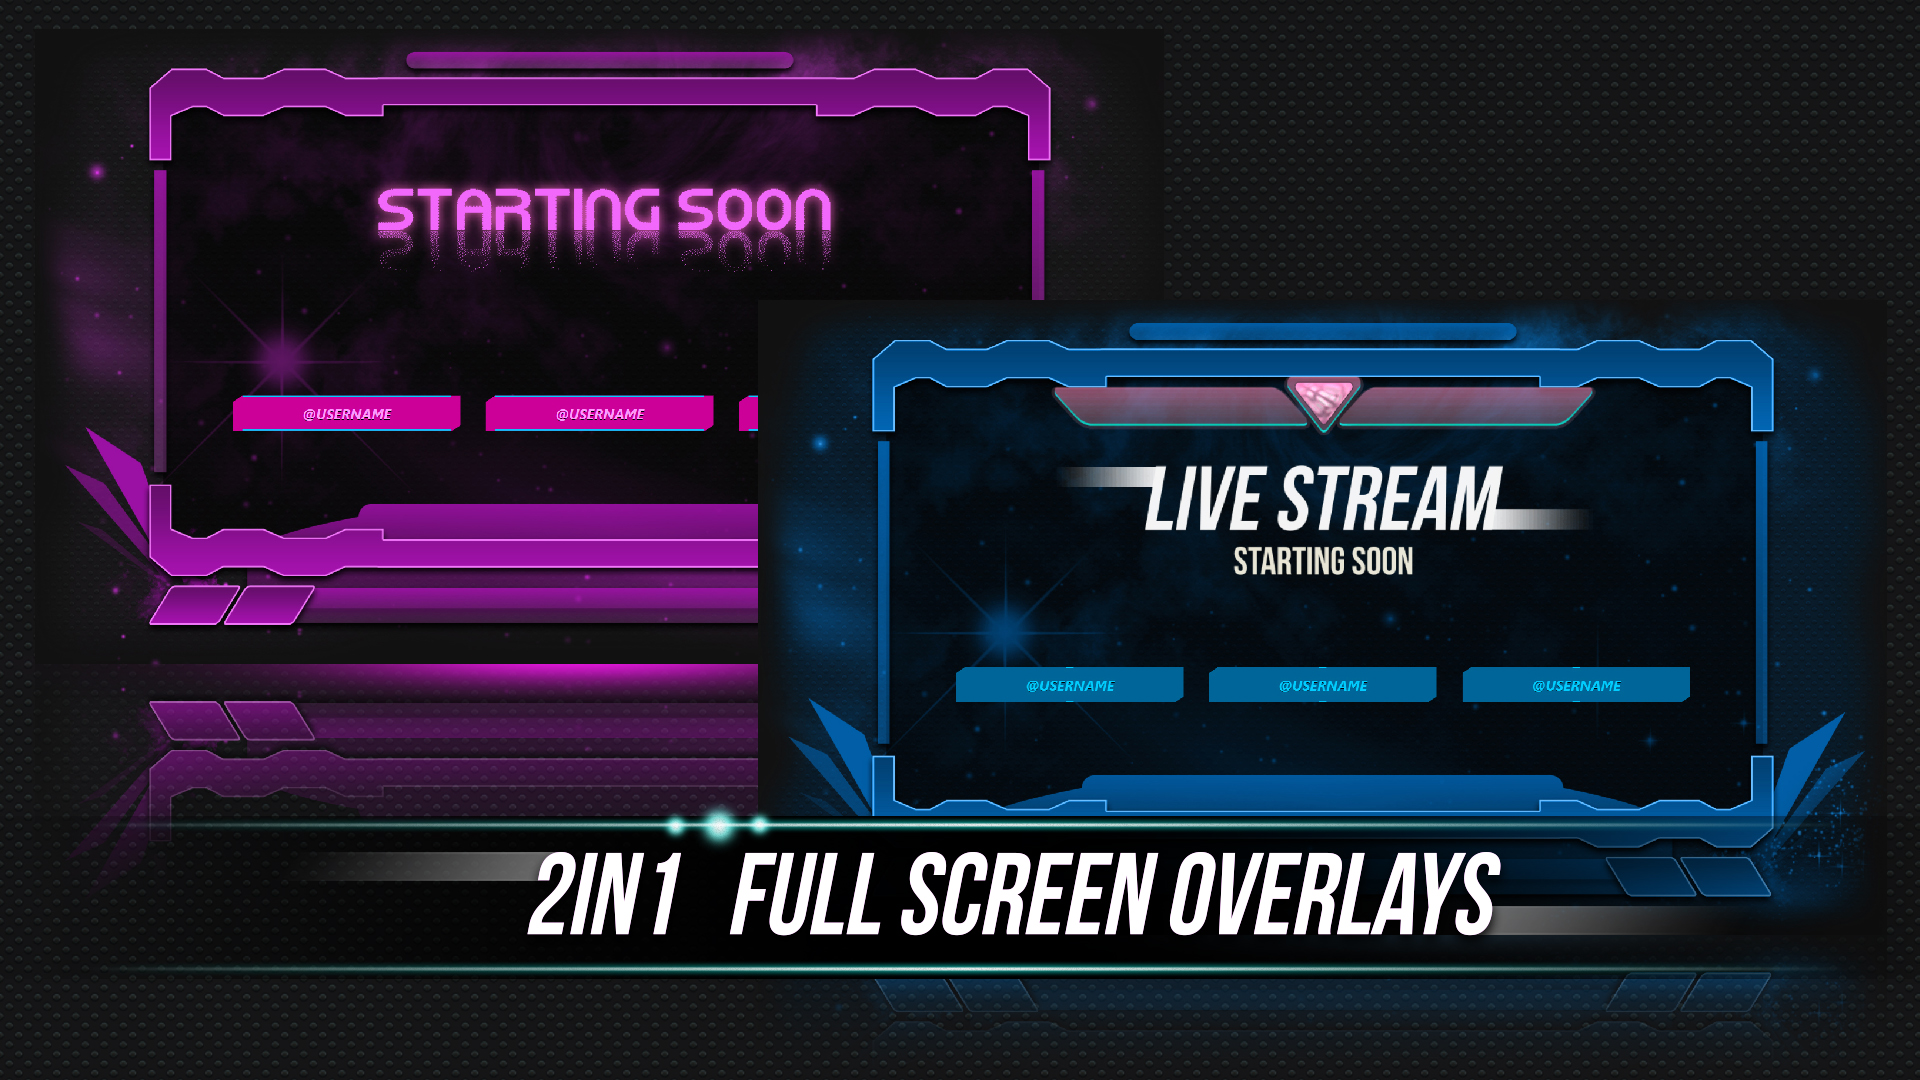 STARTING SOON
@USERNAME
@USERNAME
LIVE STREAM
STARTING SOON
@USERNAME
@USERNAME
@USERNAME
2IN1 FULL SCREEN OVERLAYS